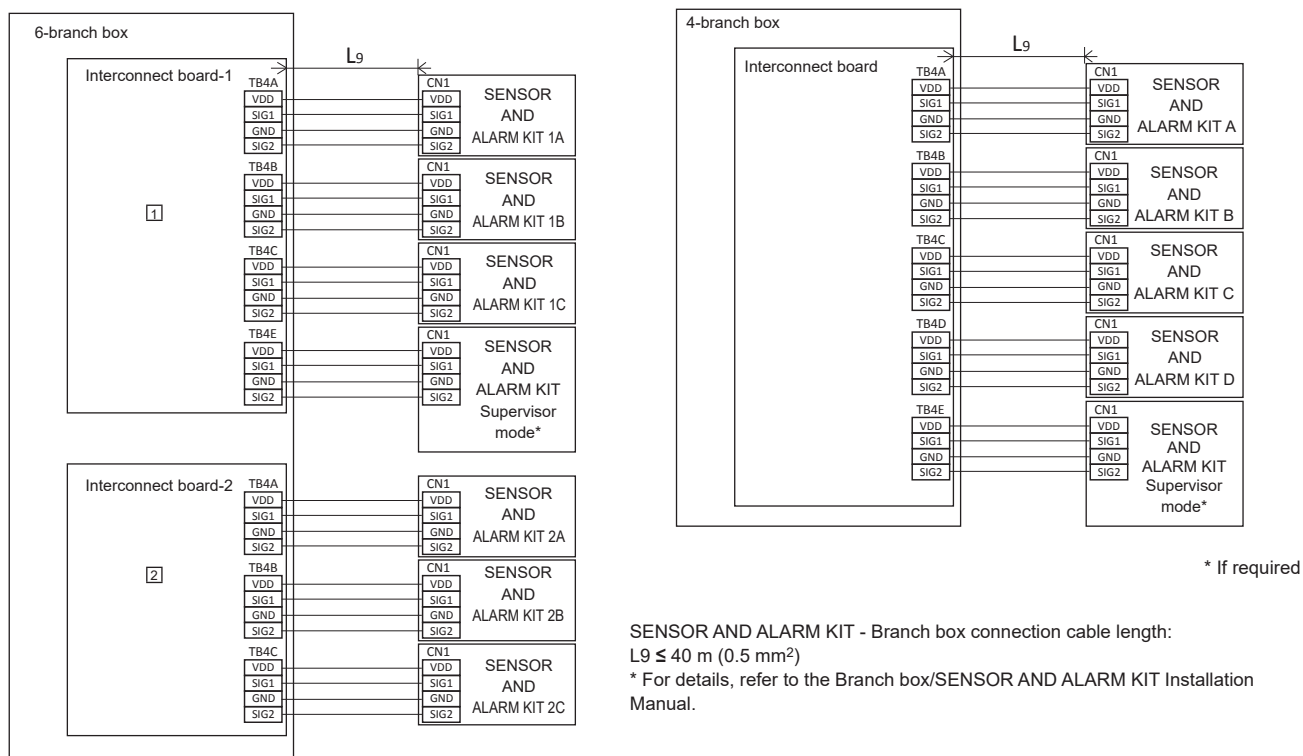 6-branch box
Interconnect board-1
L9
TB4A
VDD
SIG1
GND
SIG2
CN1
VDD
SIG1
GND
SIG2
SENSOR
AND
ALARM KIT 1A
1
TB4B
VDD
SIG1
GND
SIG2
CN1
VDD
SIG1
GND
SIG2
SENSOR
AND
ALARM KIT 1B
TB4C
VDD
SIG1
GND
SIG2
CN1
VDD
SIG1
GND
SIG2
SENSOR
AND
ALARM KIT 1C
TB4E
VDD
SIG1
GND
SIG2
CN1
VDD
SIG1
GND
SIG2
SENSOR
AND
ALARM KIT
Supervisor
mode*
Interconnect board-2
TB4A
VDD
SIG1
GND
SIG2
CN1
VDD
SIG1
GND
SIG2
SENSOR
AND
ALARM KIT 2A
2
TB4B
VDD
SIG1
GND
SIG2
CN1
VDD
SIG1
GND
SIG2
SENSOR
AND
ALARM KIT 2B
TB4C
VDD
SIG1
GND
SIG2
CN1
VDD
SIG1
GND
SIG2
SENSOR
AND
ALARM KIT 2C
4-branch box
Interconnect board
L9
TB4A
VDD
SIG1
GND
SIG2
CN1
VDD
SIG1
GND
SIG2
SENSOR
AND
ALARM KIT A
TB4B
VDD
SIG1
GND
SIG2
CN1
VDD
SIG1
GND
SIG2
SENSOR
AND
ALARM KIT B
TB4C
VDD
SIG1
GND
SIG2
CN1
VDD
SIG1
GND
SIG2
SENSOR
AND
ALARM KIT C
TB4D
VDD
SIG1
GND
SIG2
CN1
VDD
SIG1
GND
SIG2
SENSOR
AND
ALARM KIT D
TB4E
VDD
SIG1
GND
SIG2
CN1
VDD
SIG1
GND
SIG2
SENSOR
AND
ALARM KIT
Supervisor
mode*
* If required
SENSOR AND ALARM KIT - Branch box connection cable length:
L9 ≤ 40 m (0.5 mm²)
* For details, refer to the Branch box/SENSOR AND ALARM KIT Installation
Manual.